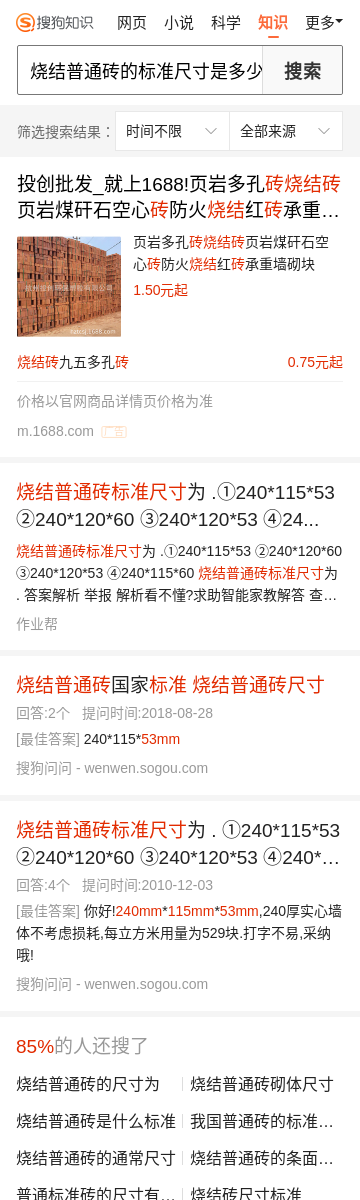 搜狗知识 网页 小说 科学 知识 更多
烧结普通砖的标准尺寸是多少 搜索
筛选搜索结果： 时间不限 全部来源
投创批发_就上1688!页岩多孔砖烧结砖
页岩煤矸石空心砖防火烧结红砖承重…
页岩多孔砖烧结砖页岩煤矸石空
心砖防火烧结红砖承重墙砌块
1.50元起
烧结砖九五多孔砖 0.75元起
价格以官网商品详情页价格为准
m.1688.com 广告
烧结普通砖标准尺寸为 .①240*115*53
②240*120*60 ③240*120*53 ④24...
烧结普通砖标准尺寸为 .①240*115*53 ②240*120*60
③240*120*53 ④240*115*60 烧结普通砖标准尺寸为
. 答案解析 举报 解析看不懂?求助智能家教解答 查…
作业帮
烧结普通砖国家标准 烧结普通砖尺寸
回答:2个 提问时间:2018-08-28
[最佳答案] 240*115*53mm
搜狗问问 - wenwen.sogou.com
烧结普通砖标准尺寸为 . ①240*115*53
②240*120*60 ③240*120*53 ④240*…
回答:4个 提问时间:2010-12-03
[最佳答案] 你好!240mm*115mm*53mm,240厚实心墙
体不考虑损耗,每立方米用量为529块.打字不易,采纳
哦!
搜狗问问 - wenwen.sogou.com
85%的人还搜了
烧结普通砖的尺寸为 烧结普通砖砌体尺寸
烧结普通砖是什么标准 我国普通砖的标准…
烧结普通砖的通常尺寸 烧结普通砖的条面…
普通标准砖的尺寸有… 烧结砖尺寸标准